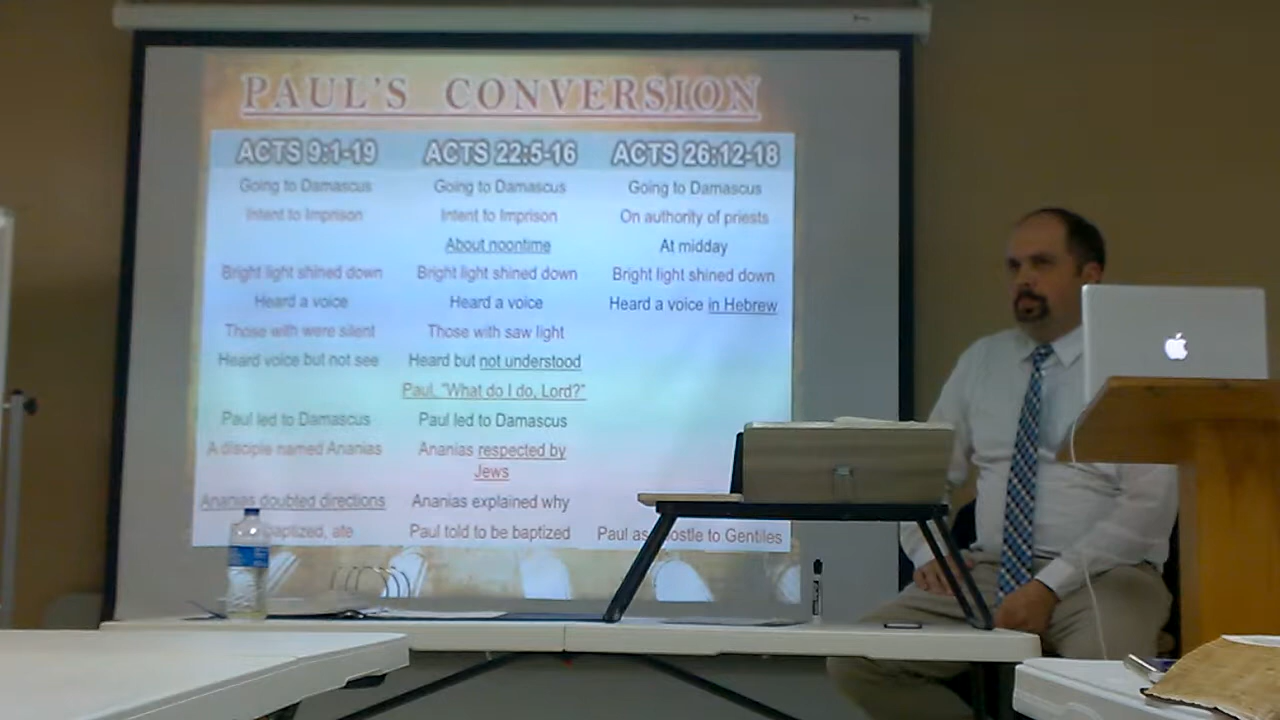 PAUL'S CONVERSION
ACTS 9:1-19 ACTS 22:5-16 ACTS 26:12-18
Going to Damascus Going to Damascus Going to Damascus
Intent to Imprison Intent to Imprison On authority of priests
About noontime At midday
Bright light shined down Bright light shined down Bright light shined down
Heard a voice Heard a voice Heard a voice in Hebrew
Those with were silent Those with saw light
Heard voice but not see Heard but not understood
Paul, "What do I do, Lord?"
Paul led to Damascus Paul led to Damascus
A disciple named Ananias Ananias respected by
Jews
Ananias doubted directions Ananias explained why
baptized, ate Paul told to be baptized Paul as to Gentiles